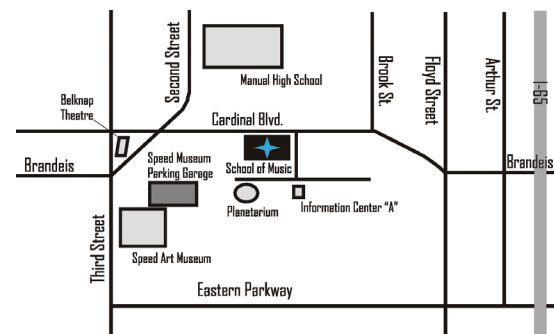 Second Street
Manual High School
Brook St.
Floyd Street
Arthur St.
I-65
Belknap
Theatre
Cardinal Blvd.
Brandeis
Speed Museum
Parking Garage
School of Music
Brandeis
Planetarium
Information Center "A"
Third Street
Speed Art Museum
Eastern Parkway